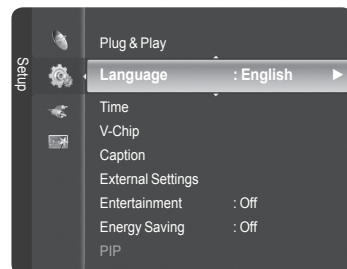 Setup
Plug & Play
Language : English
Time
V-Chip
Caption
External Settings
Entertainment : Off
Energy Saving : Off
PIP